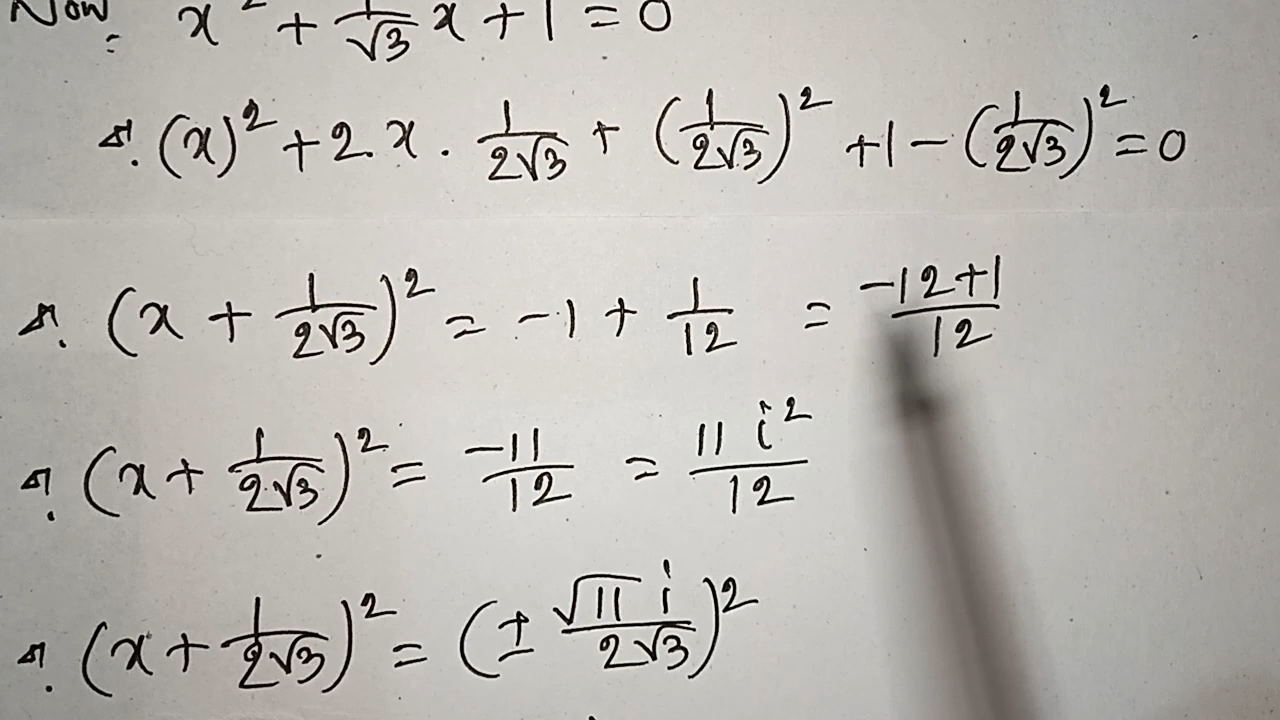 Now x² + 1/√3 x + 1 = 0
वा. (x)² + 2.x. 1/2√3 + (1/2√3)² + 1 - (1/2√3)² = 0
वा. (x + 1/2√3)² = -1 + 1/12 = -12+1/12
वा. (x + 1/2√3)² = -11/12 = 11 i²/12
वा. (x + 1/2√3)² = (± √11 i/2√3)²